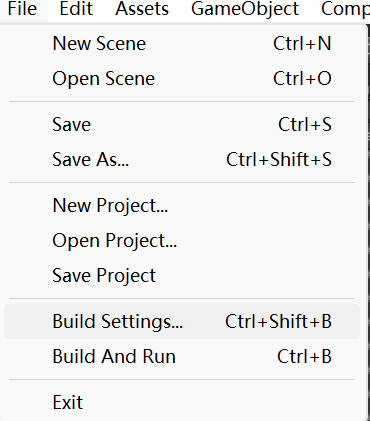 File Edit Assets GameObject Comp
New Scene Ctrl+N
Open Scene Ctrl+O
Save Ctrl+S
Save As... Ctrl+Shift+S
New Project...
Open Project...
Save Project
Build Settings... Ctrl+Shift+B
Build And Run Ctrl+B
Exit